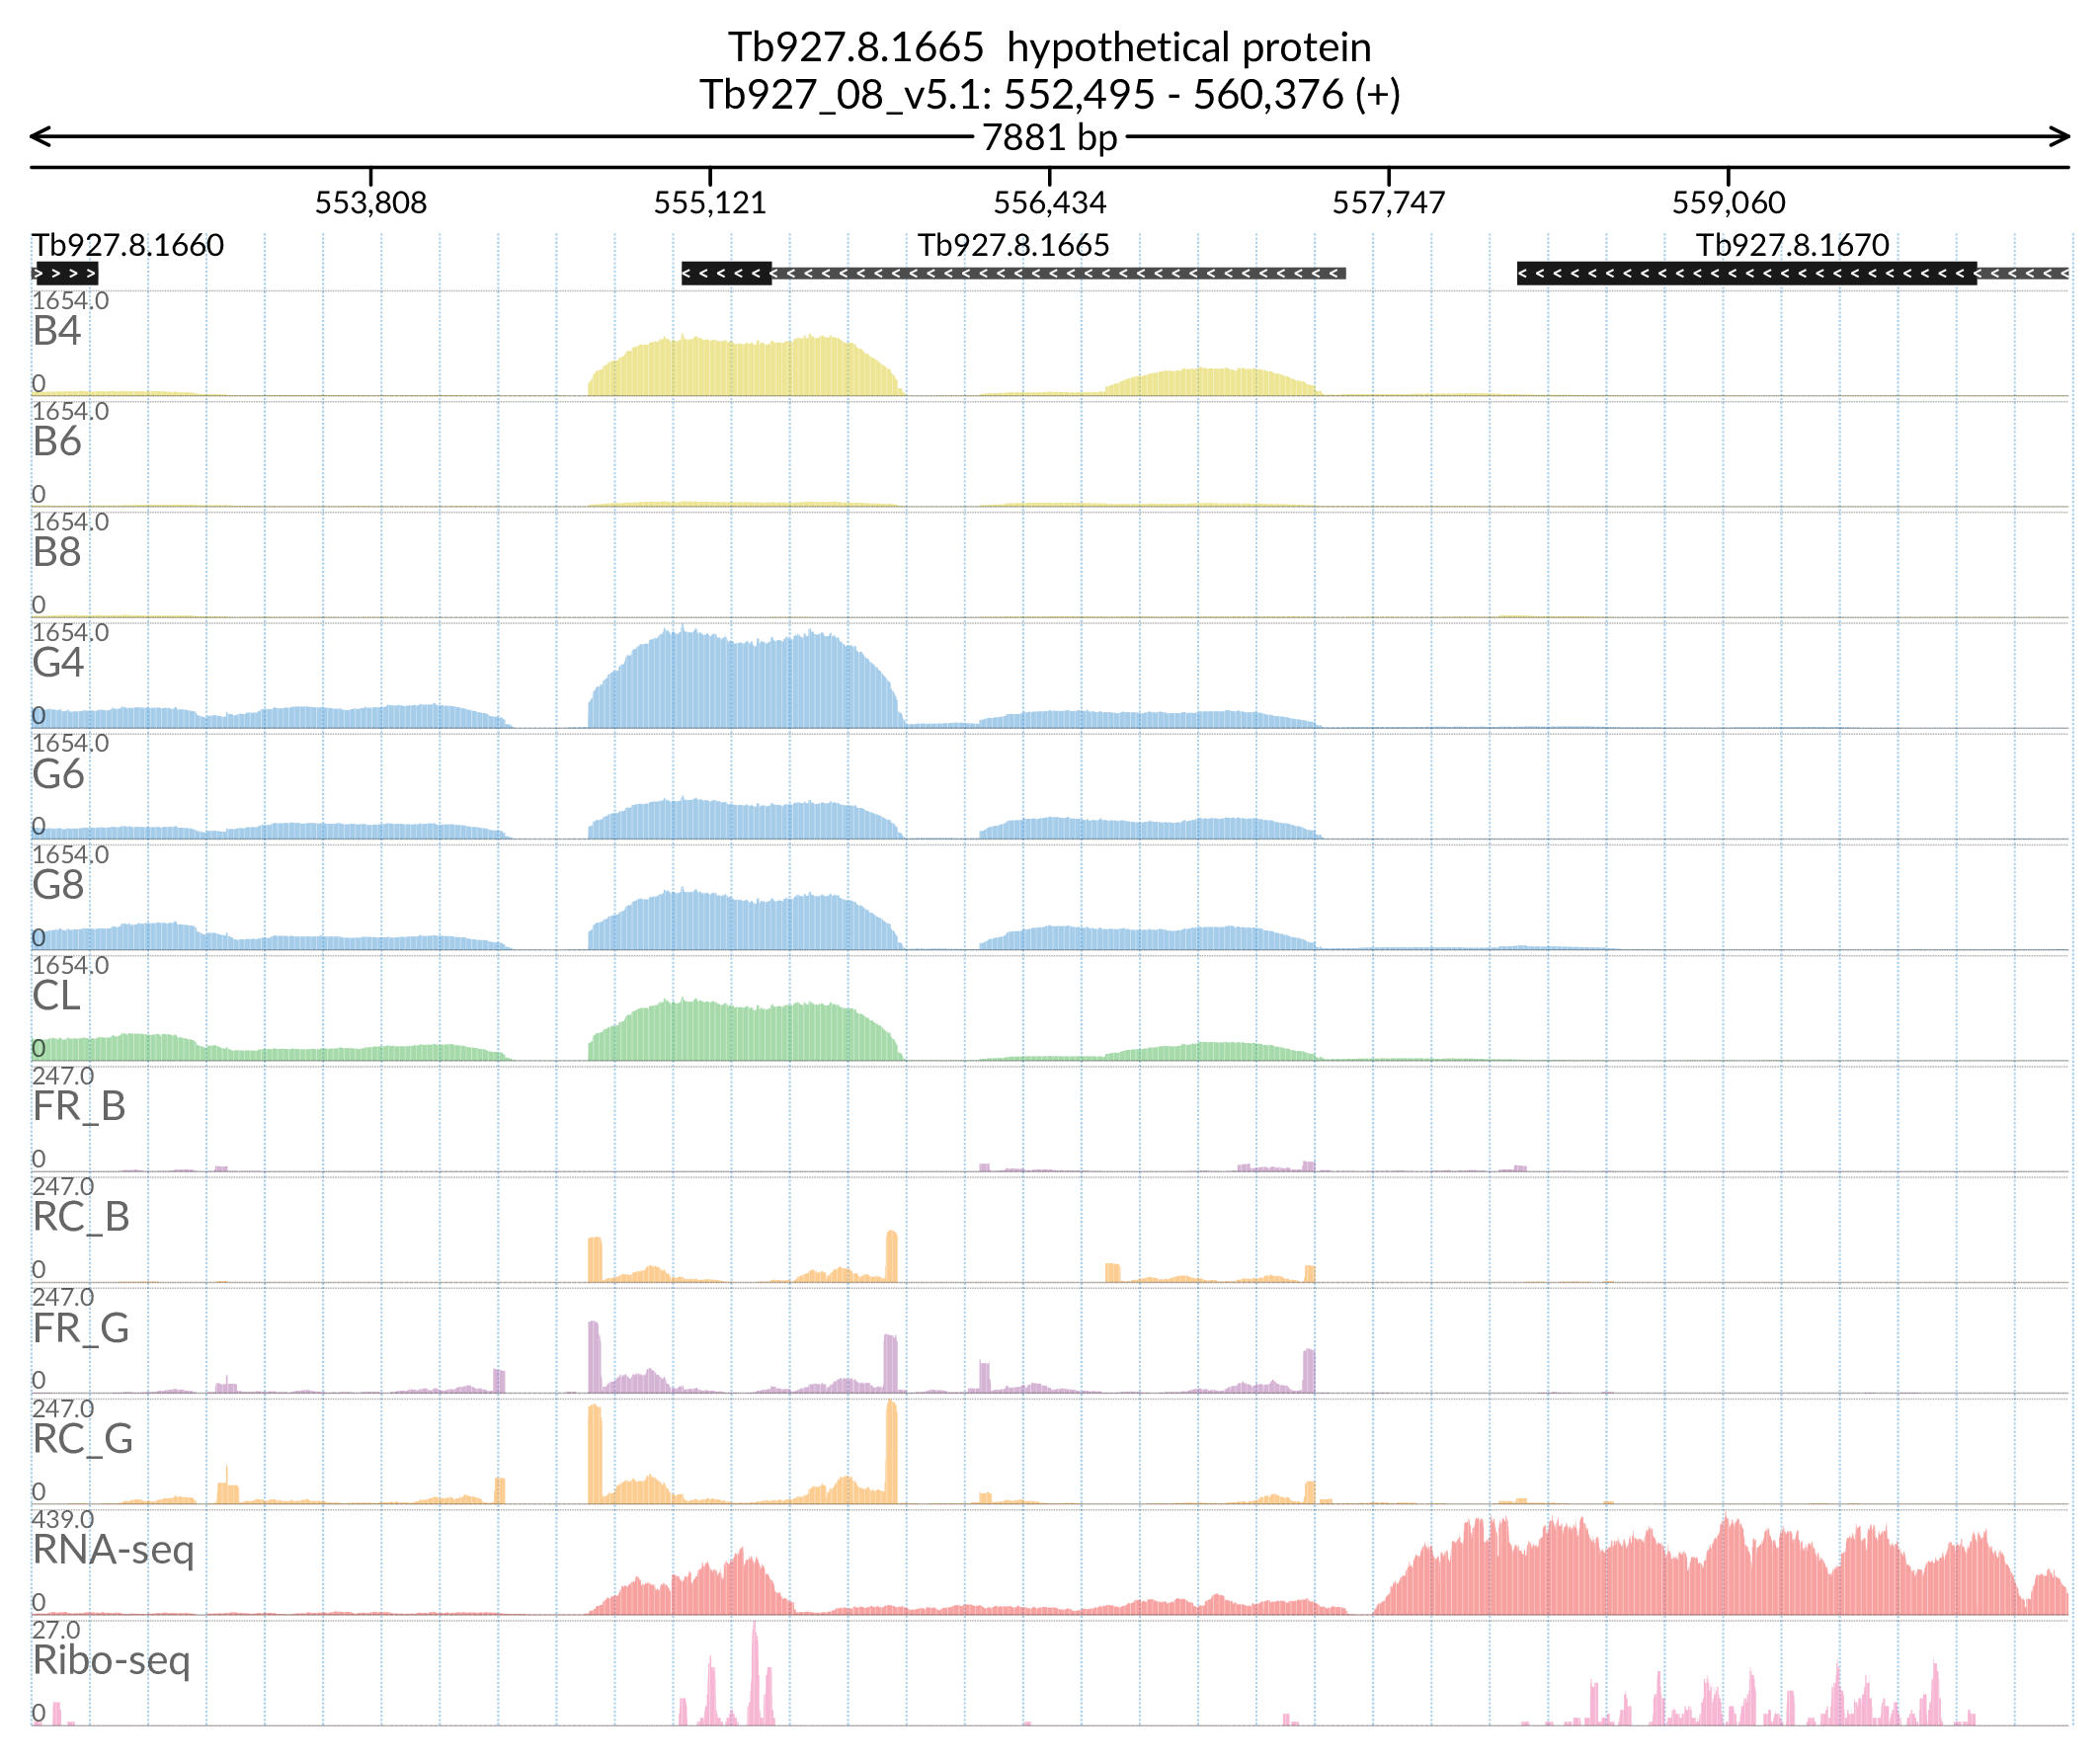 Tb927.8.1665 hypothetical protein
Tb927_08_v5.1: 552,495 - 560,376 (+)
7881 bp
553,808 555,121 556,434 557,747 559,060
Tb927.8.1660 Tb927.8.1665 Tb927.8.1670
1654.0
B4
0
1654.0
B6
0
1654.0
B8
0
1654.0
G4
0
1654.0
G6
0
1654.0
G8
0
1654.0
CL
0
247.0
FR_B
0
247.0
RC_B
0
247.0
FR_G
0
247.0
RC_G
0
439.0
RNA-seq
0
27.0
Ribo-seq
0